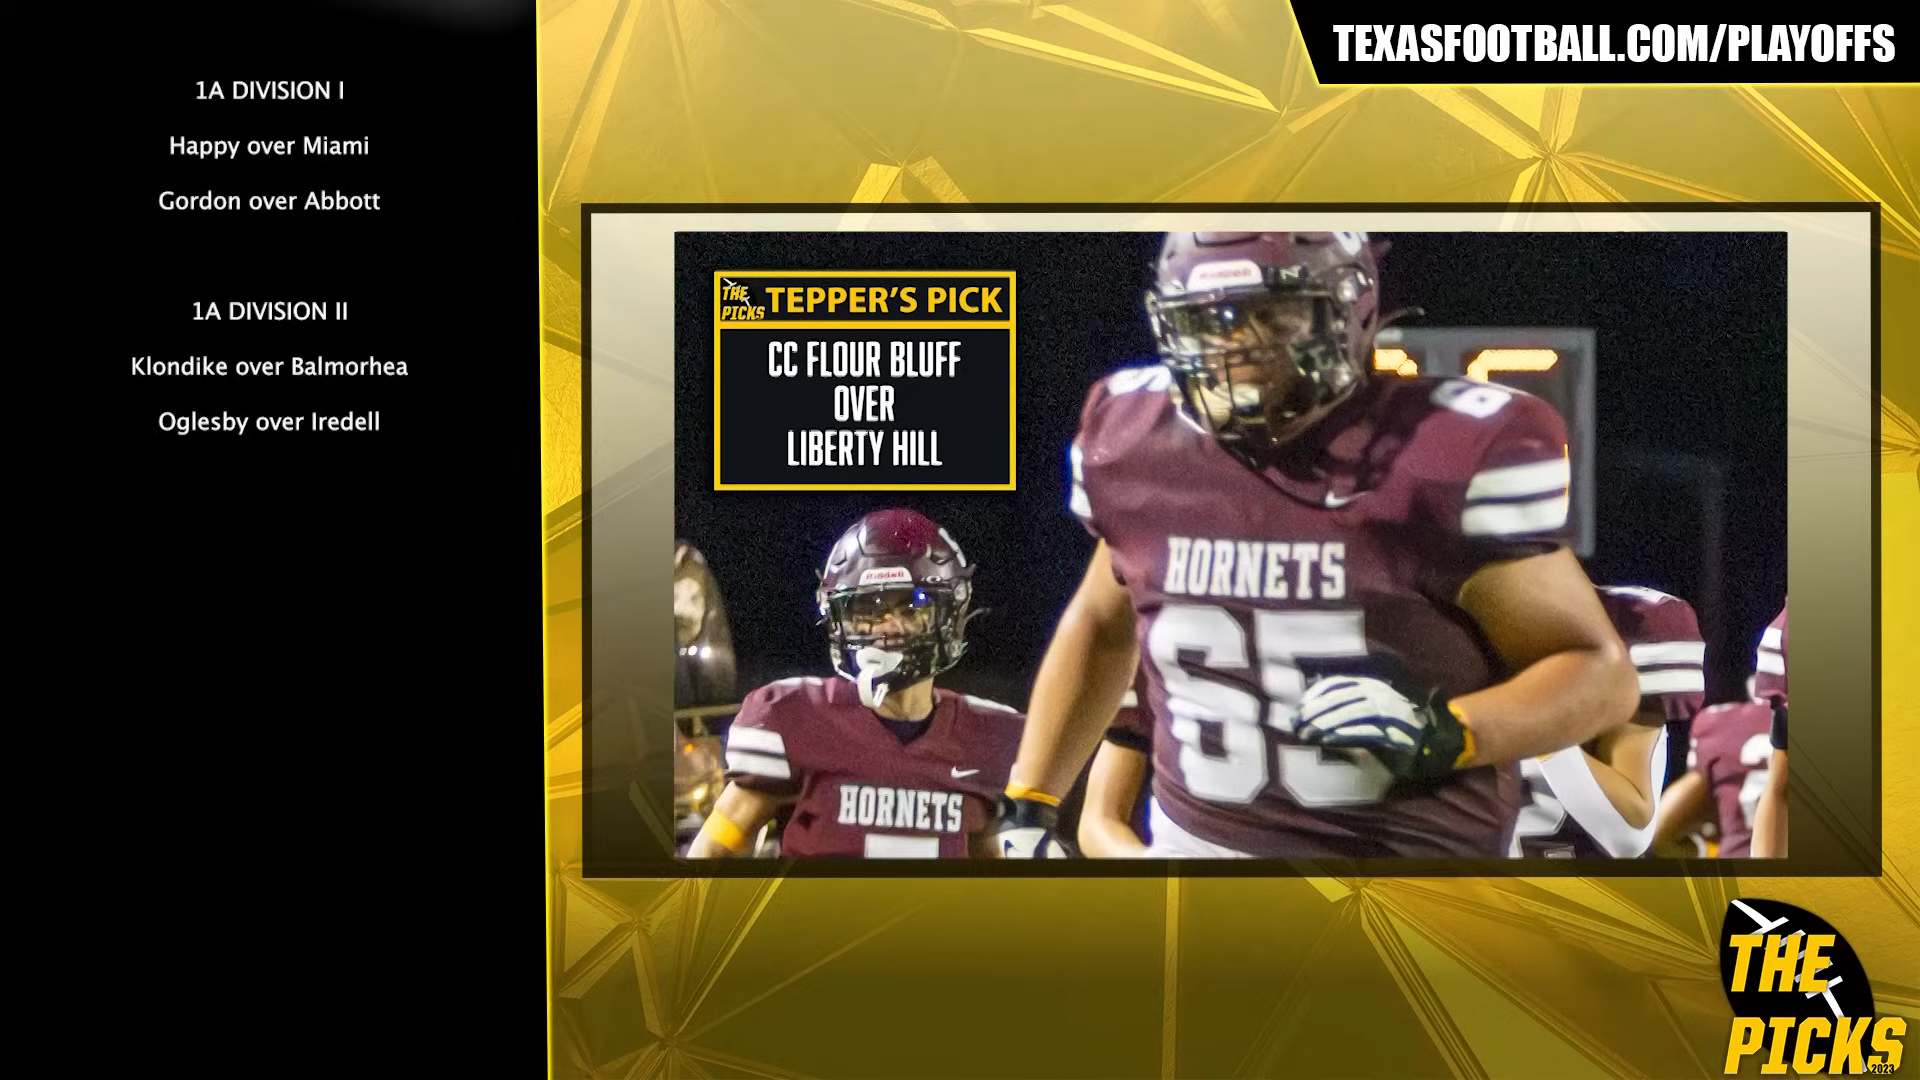 1A DIVISION I
Happy over Miami
Gordon over Abbott
1A DIVISION II
Klondike over Balmorhea
Oglesby over Iredell
TEXASFOOTBALL.COM/PLAYOFFS
THE
PICKS
TEPPER'S PICK
CC FLOUR BLUFF
OVER
LIBERTY HILL
Riddell
HORNETS
65
HORNETS
THE
PICKS
2023